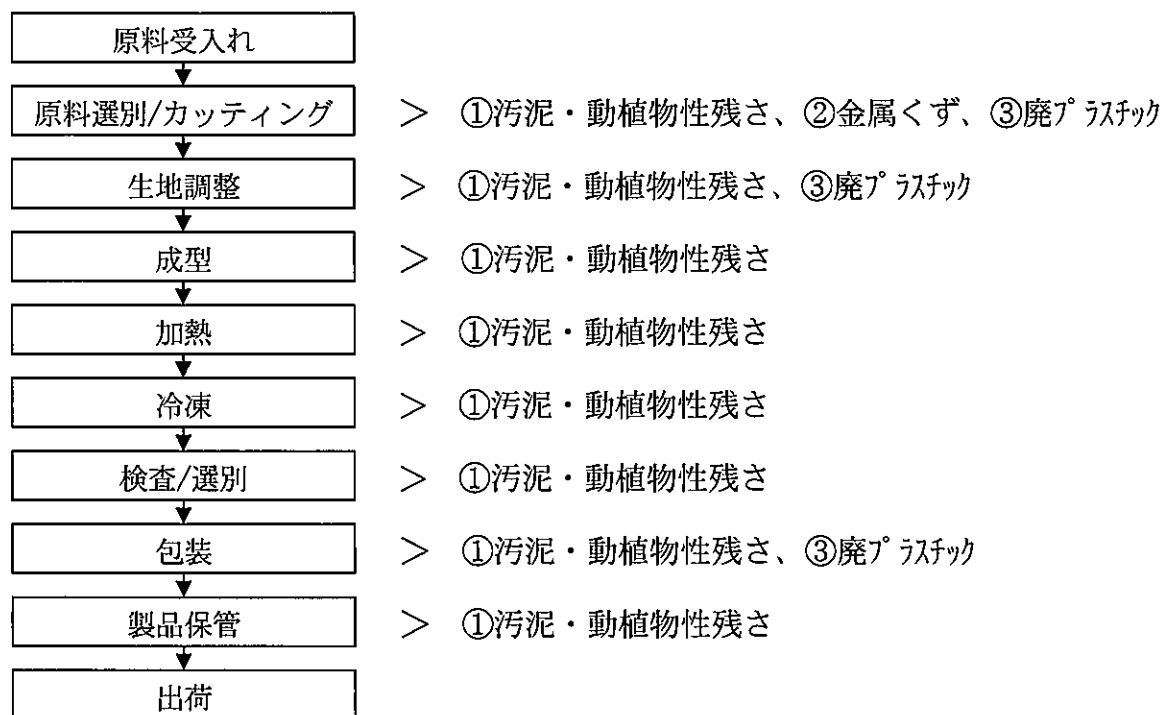 原料受入れ
原料選別/カッティング ＞ ①汚泥・動植物性残さ、②金属くず、③廃ﾌﾟﾗｽﾁｯｸ
生地調整 ＞ ①汚泥・動植物性残さ、③廃ﾌﾟﾗｽﾁｯｸ
成型 ＞ ①汚泥・動植物性残さ
加熱 ＞ ①汚泥・動植物性残さ
冷凍 ＞ ①汚泥・動植物性残さ
検査/選別 ＞ ①汚泥・動植物性残さ
包装 ＞ ①汚泥・動植物性残さ、③廃ﾌﾟﾗｽﾁｯｸ
製品保管 ＞ ①汚泥・動植物性残さ
出荷